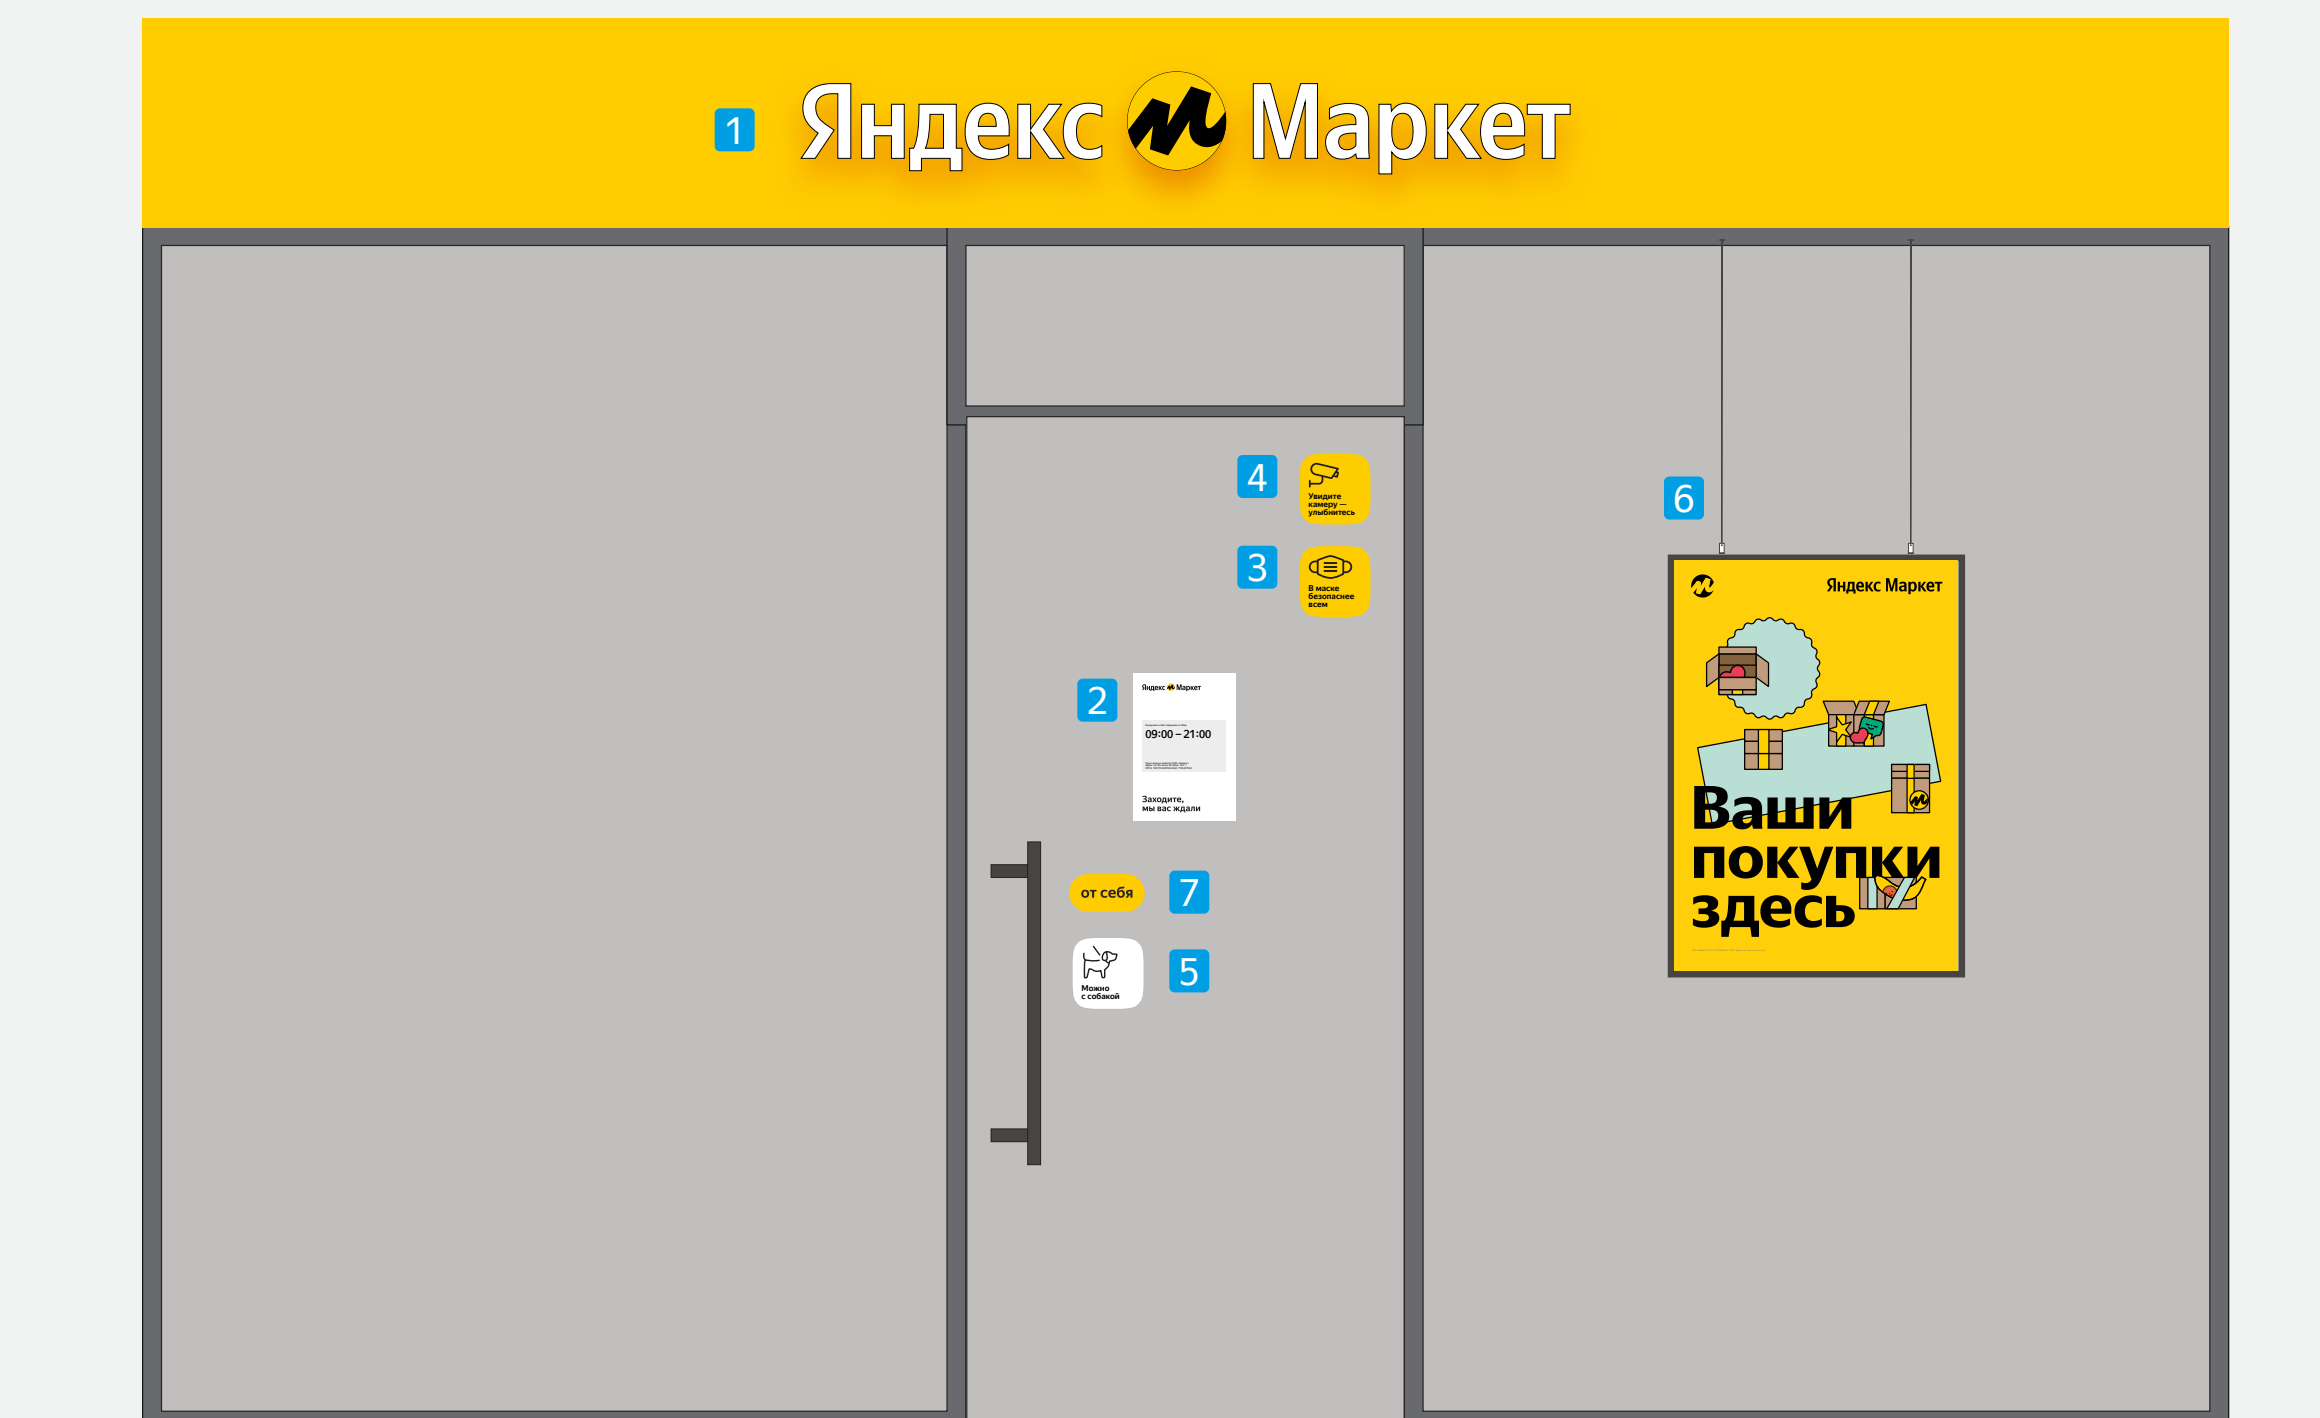 1
Яндекс Маркет
4
Увидите
камеру —
улыбнитесь
3
В маске
безопаснее
всем
2
Яндекс Маркет
09:00 – 21:00
Заходите,
мы вас ждали
от себя
7
Можно
с собакой
5
6
Яндекс Маркет
Ваши
покупки
здесь